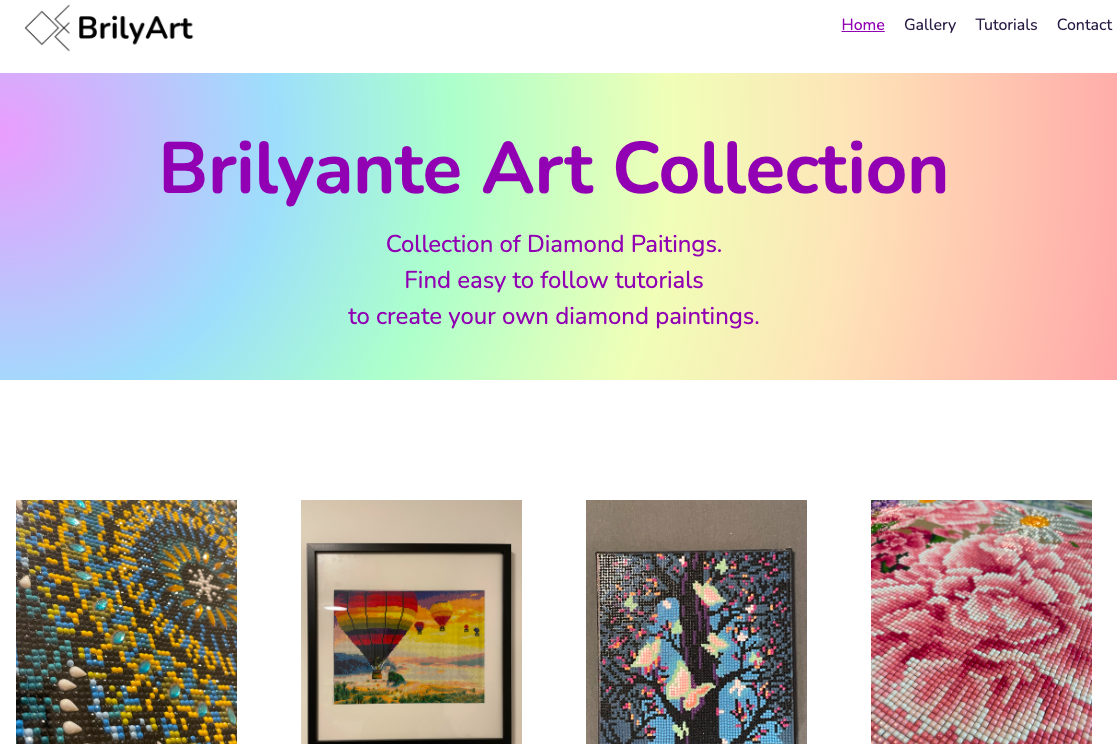 BrilyArt
Home Gallery Tutorials Contact
Brilyante Art Collection
Collection of Diamond Paitings.
Find easy to follow tutorials
to create your own diamond paintings.